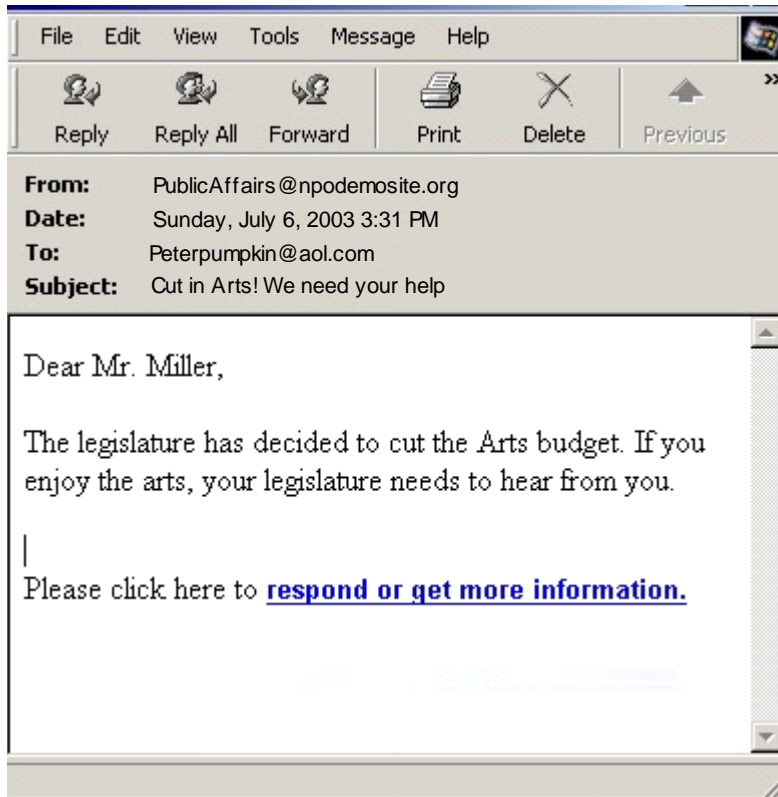 File Edit View Tools Message Help
Reply Reply All Forward Print Delete Previous
From: PublicAffairs@npodemosite.org
Date: Sunday, July 6, 2003 3:31 PM
To: Peterpumpkin@aol.com
Subject: Cut in Arts! We need your help
Dear Mr. Miller,
The legislature has decided to cut the Arts budget. If you
enjoy the arts, your legislature needs to hear from you.
Please click here to respond or get more information.